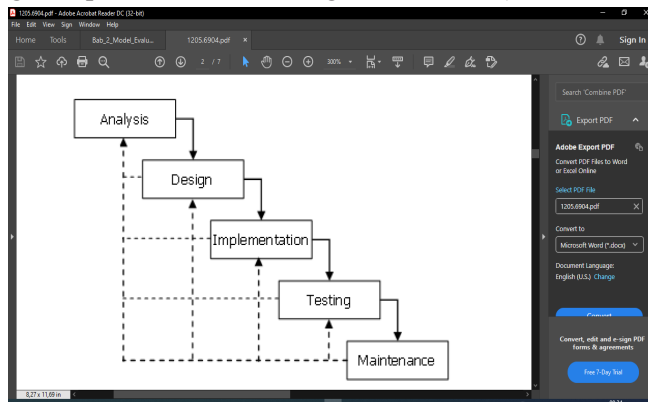 1205.6904.pdf - Adobe Acrobat Reader DC (32-bit)
File Edit View Sign Window Help
Home Tools Bab_2_Model_Evalu... 1205.6904.pdf × Sign In
2 / 7 300%
Analysis
Design
Implementation
Testing
Maintenance
8,27 x 11,69 in
Search 'Combine PDF'
Export PDF
Adobe Export PDF
Convert PDF Files to Word
or Excel Online
Select PDF File
1205.6904.pdf
Convert to
Microsoft Word (*.docx)
Document Language:
English (U.S.) Change
Convert
Convert, edit and e-sign PDF
forms & agreements
Free 7-Day Trial